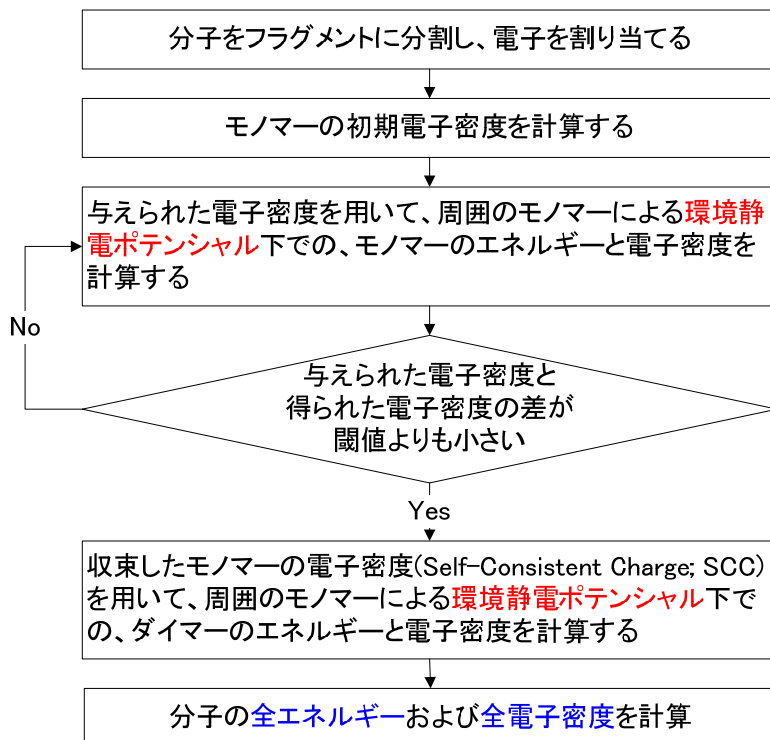 分子をフラグメントに分割し、電子を割り当てる
モノマーの初期電子密度を計算する
与えられた電子密度を用いて、周囲のモノマーによる環境静
電ポテンシャル下での、モノマーのエネルギーと電子密度を
計算する
No
与えられた電子密度と
得られた電子密度の差が
閾値よりも小さい
Yes
収束したモノマーの電子密度(Self-Consistent Charge; SCC)
を用いて、周囲のモノマーによる環境静電ポテンシャル下で
の、ダイマーのエネルギーと電子密度を計算する
分子の全エネルギーおよび全電子密度を計算